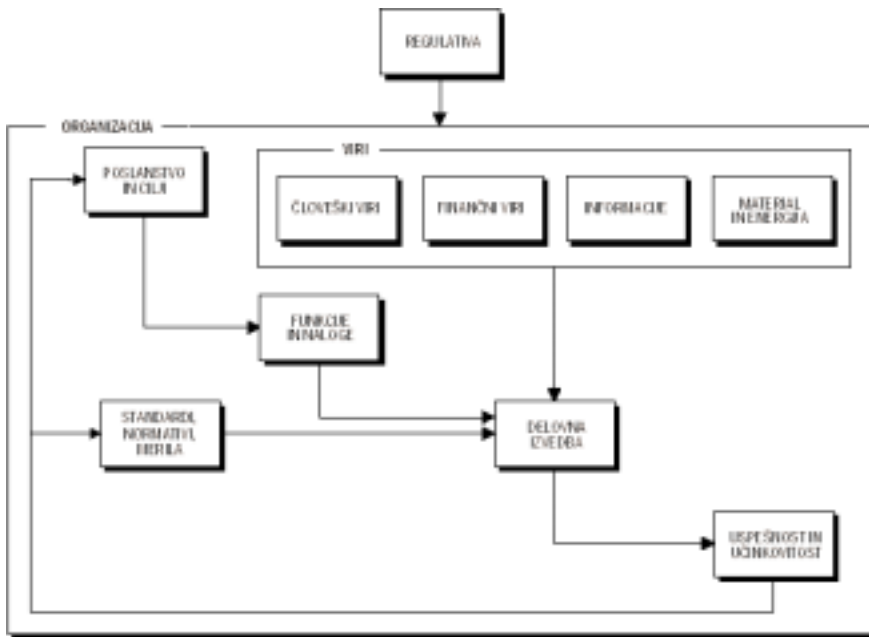 REGULATIVA
ORGANIZACIJA
VIRI
POSLANSTVO
IN CILJI
ČLOVEŠKI VIRI
FINANČNI VIRI
INFORMACIJE
MATERIAL
IN ENERGIJA
FUNKCIJE
IN NALOGE
STANDARDI,
NORMATIVI,
MERILA
DELOVNA
IZVEDBA
USPEŠNOST IN
UČINKOVITOST